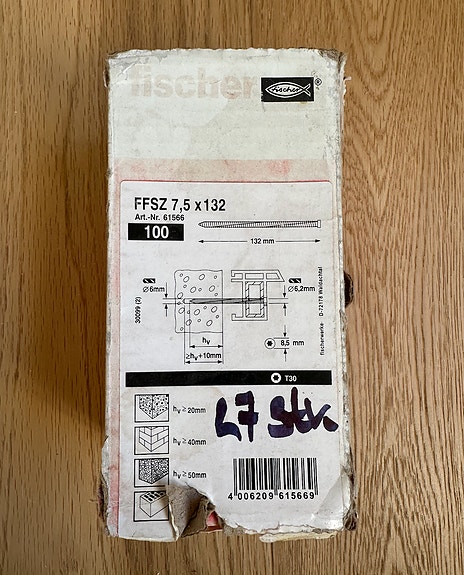 fischer
fischer®
FFSZ 7,5 x 132
Art.-Nr. 61566
100
132 mm
Ø6mm
Ø6,2mm
30099 (2)
fischerwerke D-72178 Waldachtal
hv
8,5 mm
≥hv+10mm
T30
hv ≥ 20mm
47 Stk.
hv ≥ 40mm
hv ≥ 50mm
4 006209 615669